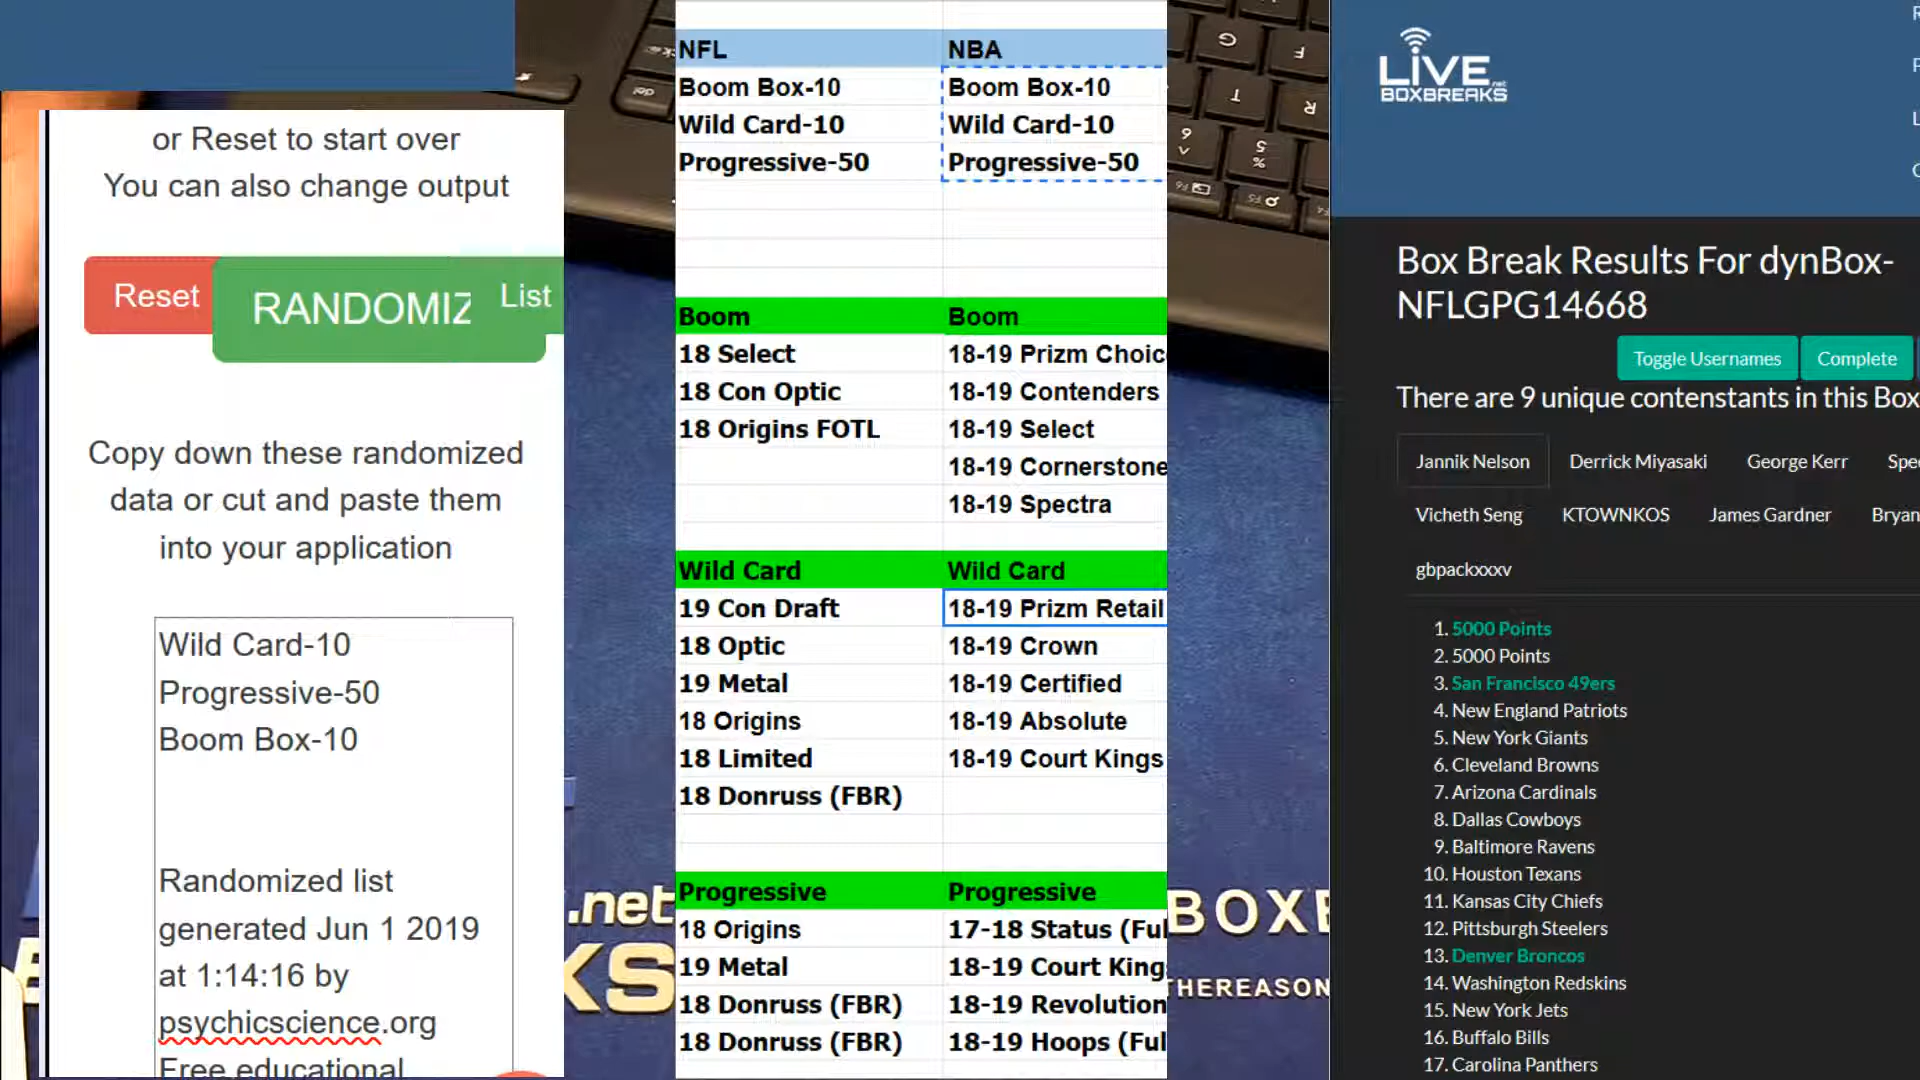 or Reset to start over
You can also change output
Reset
RANDOMIZ
List
Copy down these randomized
data or cut and paste them
into your application
Wild Card-10
Progressive-50
Boom Box-10
Randomized list
generated Jun 1 2019
at 1:14:16 by
psychicscience.org
Free educational
NFL NBA
Boom Box-10 Boom Box-10
Wild Card-10 Wild Card-10
Progressive-50 Progressive-50
Boom Boom
18 Select 18-19 Prizm Choic
18 Con Optic 18-19 Contenders
18 Origins FOTL 18-19 Select
18-19 Cornerstone
18-19 Spectra
Wild Card Wild Card
19 Con Draft 18-19 Prizm Retail
18 Optic 18-19 Crown
19 Metal 18-19 Certified
18 Origins 18-19 Absolute
18 Limited 18-19 Court Kings
18 Donruss (FBR)
Progressive Progressive
18 Origins 17-18 Status (Ful
19 Metal 18-19 Court King
18 Donruss (FBR) 18-19 Revolution
18 Donruss (FBR) 18-19 Hoops (Ful
.net
KS
BOXB
THEREASON
LIVE.net
BOXBREAKS
Box Break Results For dynBox-
NFLGPG14668
Toggle Usernames Complete
There are 9 unique contenstants in this Box
Jannik Nelson Derrick Miyasaki George Kerr Spe
Vicheth Seng KTOWNKOS James Gardner Bryan
gbpackxxxv
1. 5000 Points
2. 5000 Points
3. San Francisco 49ers
4. New England Patriots
5. New York Giants
6. Cleveland Browns
7. Arizona Cardinals
8. Dallas Cowboys
9. Baltimore Ravens
10. Houston Texans
11. Kansas City Chiefs
12. Pittsburgh Steelers
13. Denver Broncos
14. Washington Redskins
15. New York Jets
16. Buffalo Bills
17. Carolina Panthers